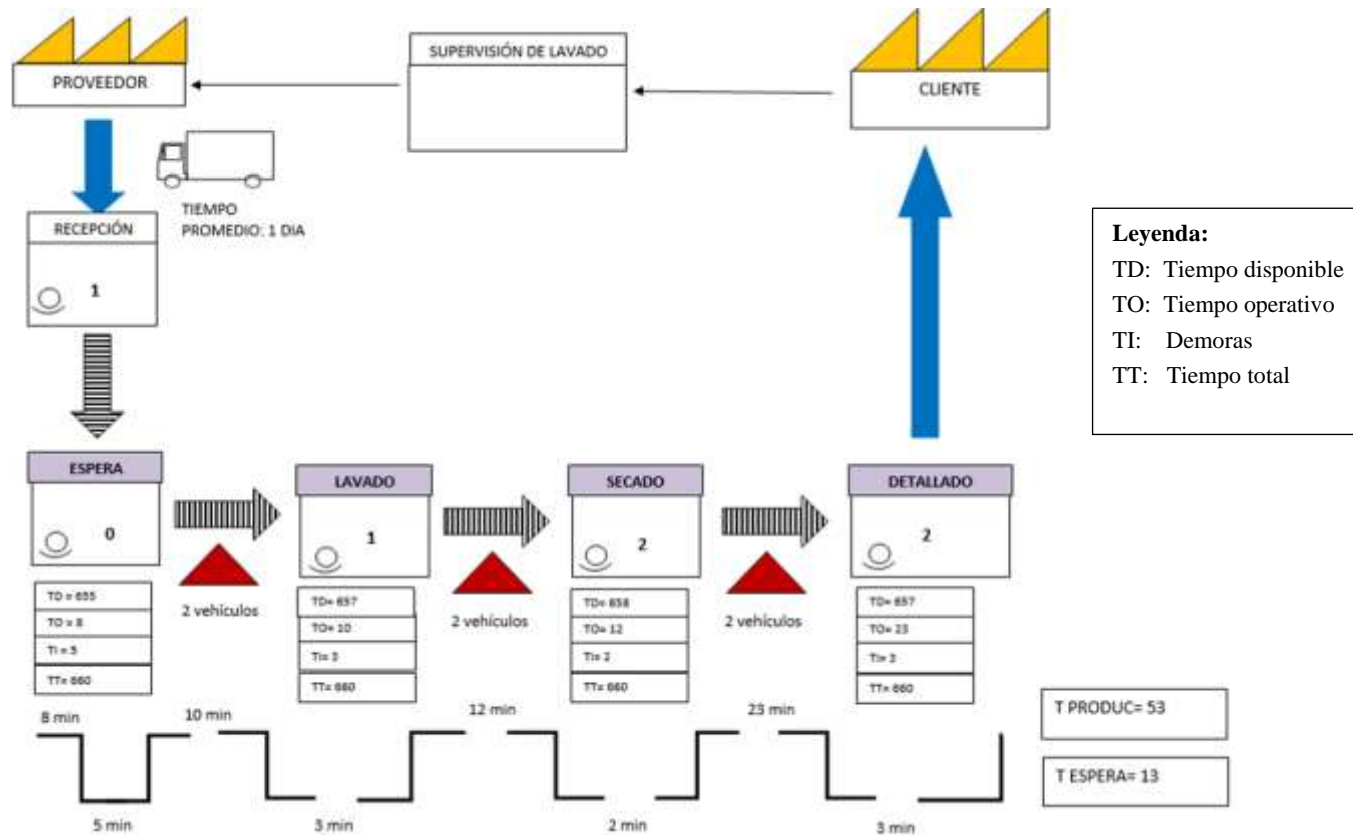 PROVEEDOR
SUPERVISIÓN DE LAVADO
CLIENTE
TIEMPO
PROMEDIO: 1 DIA
RECEPCIÓN
1
Leyenda:
TD: Tiempo disponible
TO: Tiempo operativo
TI: Demoras
TT: Tiempo total
ESPERA
0
TD = 655
TO = 8
TI = 5
TT= 660
2 vehículos
LAVADO
1
TD= 657
TO= 10
TI= 3
TT= 660
2 vehículos
SECADO
2
TD= 658
TO= 12
TI= 2
TT= 660
2 vehículos
DETALLADO
2
TD= 657
TO= 23
TI= 3
TT= 660
8 min
10 min
12 min
23 min
5 min
3 min
2 min
3 min
T PRODUC= 53
T ESPERA= 13